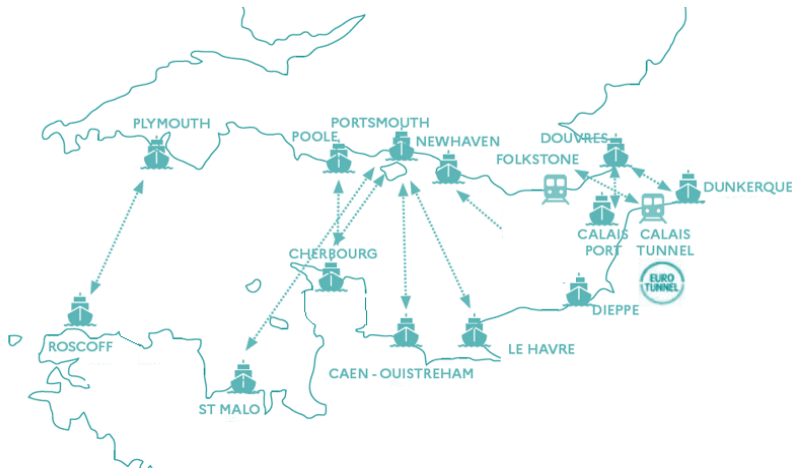 PLYMOUTH
PORTSMOUTH
POOLE
NEWHAVEN
DOUVRES
FOLKSTONE
DUNKERQUE
CALAIS
PORT
CALAIS
TUNNEL
CHERBOURG
EURO
TUNNEL
DIEPPE
ROSCOFF
LE HAVRE
CAEN - OUISTREHAM
ST MALO